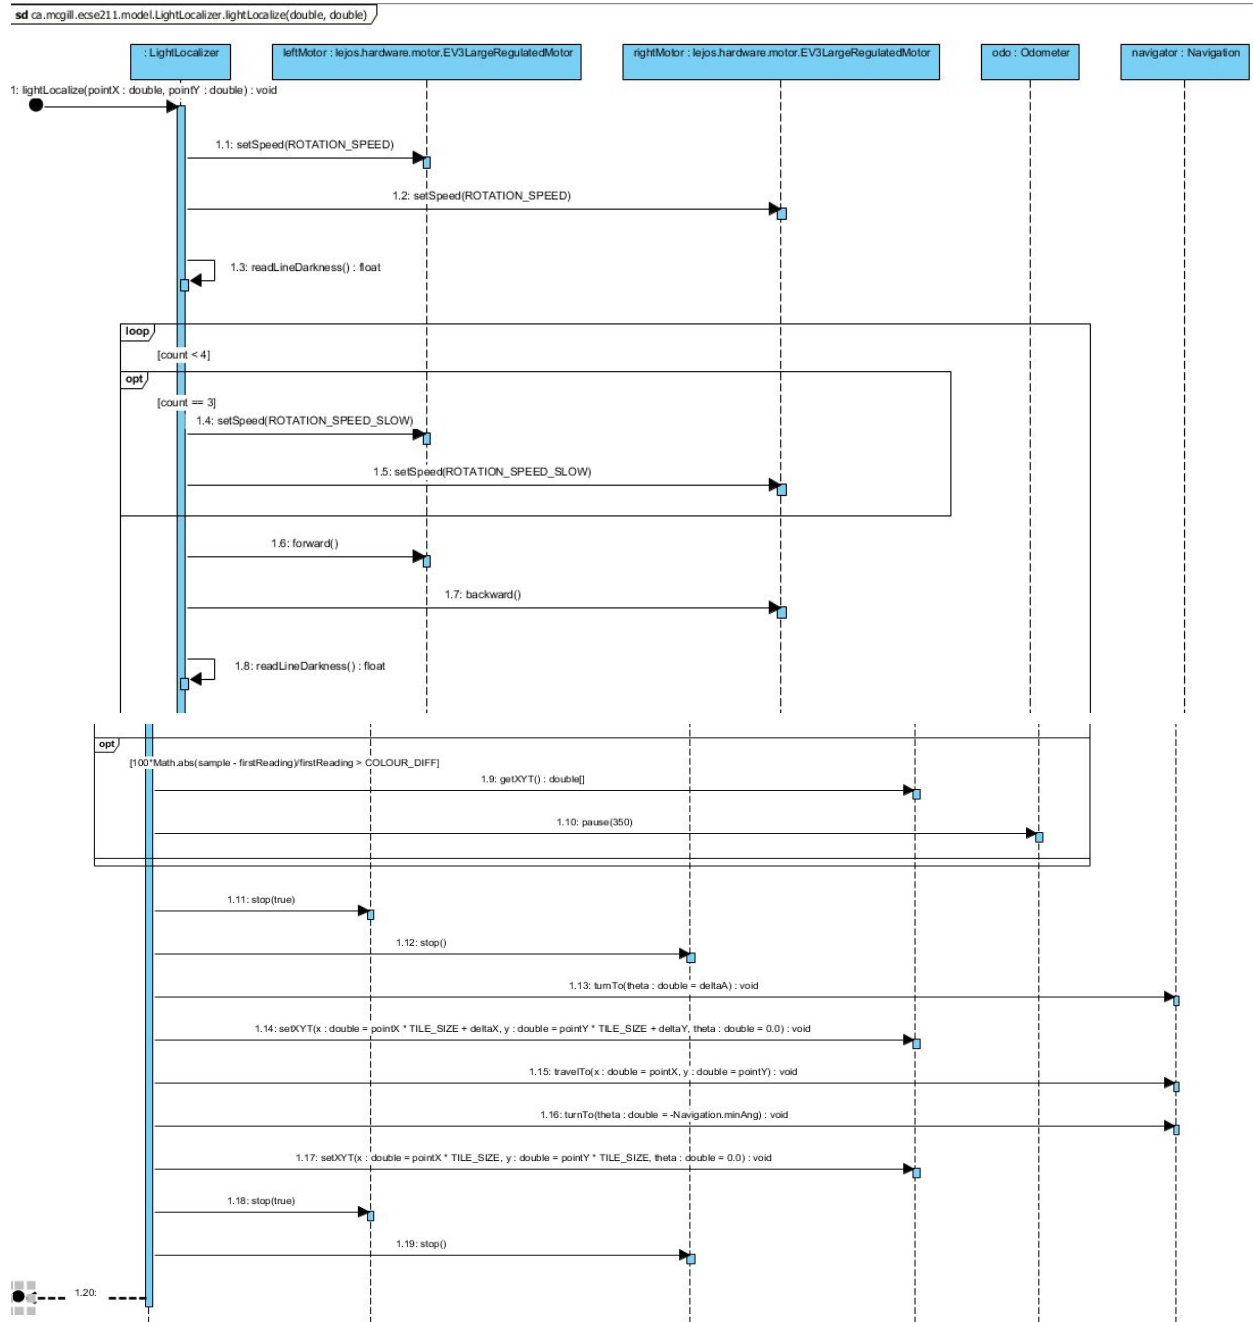 sd ca.mcgill.ecse211.model.LightLocalizer.lightLocalize(double, double)
: LightLocalizer
leftMotor : lejos.hardware.motor.EV3LargeRegulatedMotor
rightMotor : lejos.hardware.motor.EV3LargeRegulatedMotor
odo : Odometer
navigator : Navigation
1: lightLocalize(pointX : double, pointY : double) : void
1.1: setSpeed(ROTATION_SPEED)
1.2: setSpeed(ROTATION_SPEED)
1.3: readLineDarkness() : float
loop
[count < 4]
opt
[count == 3]
1.4: setSpeed(ROTATION_SPEED_SLOW)
1.5: setSpeed(ROTATION_SPEED_SLOW)
1.6: forward()
1.7: backward()
1.8: readLineDarkness() : float
opt
[100*Math.abs(sample - firstReading)/firstReading > COLOUR_DIFF]
1.9: getXYT() : double[]
1.10: pause(350)
1.11: stop(true)
1.12: stop()
1.13: turnTo(theta : double = deltaA) : void
1.14: setXYT(x : double = pointX * TILE_SIZE + deltaX, y : double = pointY * TILE_SIZE + deltaY, theta : double = 0.0) : void
1.15: travelTo(x : double = pointX, y : double = pointY) : void
1.16: turnTo(theta : double = -Navigation.minAng) : void
1.17: setXYT(x : double = pointX * TILE_SIZE, y : double = pointY * TILE_SIZE, theta : double = 0.0) : void
1.18: stop(true)
1.19: stop()
1.20: